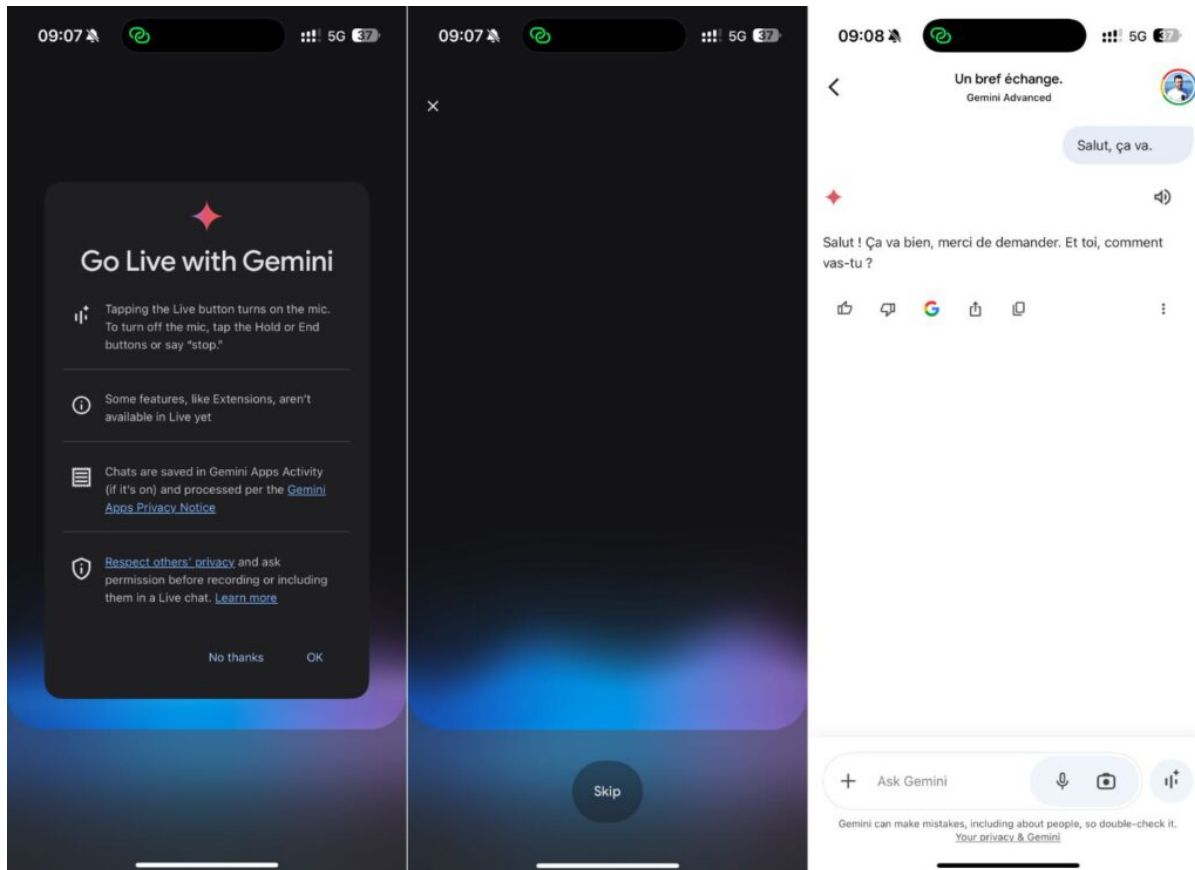 09:07
5G 37
Go Live with Gemini
Tapping the Live button turns on the mic.
To turn off the mic, tap the Hold or End
buttons or say “stop.”
Some features, like Extensions, aren’t
available in Live yet
Chats are saved in Gemini Apps Activity
(if it’s on) and processed per the Gemini
Apps Privacy Notice
Respect others’ privacy and ask
permission before recording or including
them in a Live chat. Learn more
No thanks OK
09:07
5G 37
Skip
09:08
5G 37
Un bref échange.
Gemini Advanced
Salut, ça va.
Salut ! Ça va bien, merci de demander. Et toi, comment
vas-tu ?
Ask Gemini
Gemini can make mistakes, including about people, so double-check it.
Your privacy & Gemini